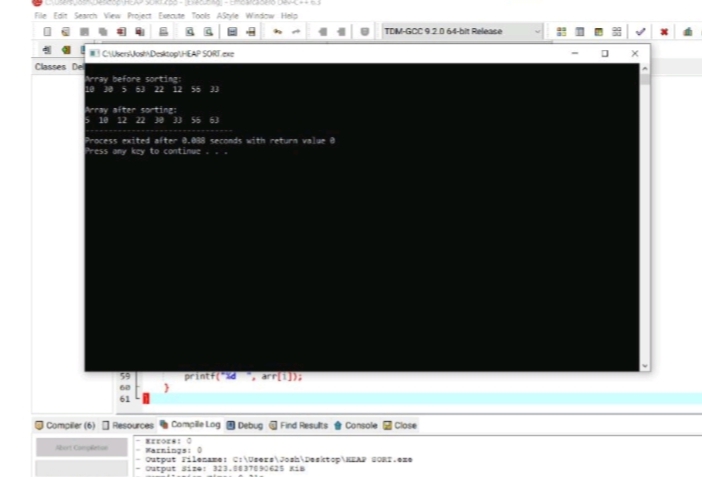 C:\Users\Josh\Desktop\HEAP SORT.cpp - [Executing] - Embarcadero Dev-C++ 6.3
File Edit Search View Project Execute Tools AStyle Window Help
TDM-GCC 9.2.0 64-bit Release
C:\Users\Josh\Desktop\HEAP SORT.exe
Classes De
Array before sorting:
10 30 5 63 22 12 56 33
Array after sorting:
5 10 12 22 30 33 56 63
--------------------------------
Process exited after 0.088 seconds with return value 0
Press any key to continue . . .
59 printf("%d ", arr[i]);
60 }
61 }
Compiler (6) Resources Compile Log Debug Find Results Console Close
- Errors: 0
- Warnings: 0
- Output Filename: C:\Users\Josh\Desktop\HEAP SORT.exe
- Output Size: 323.8837890625 KiB